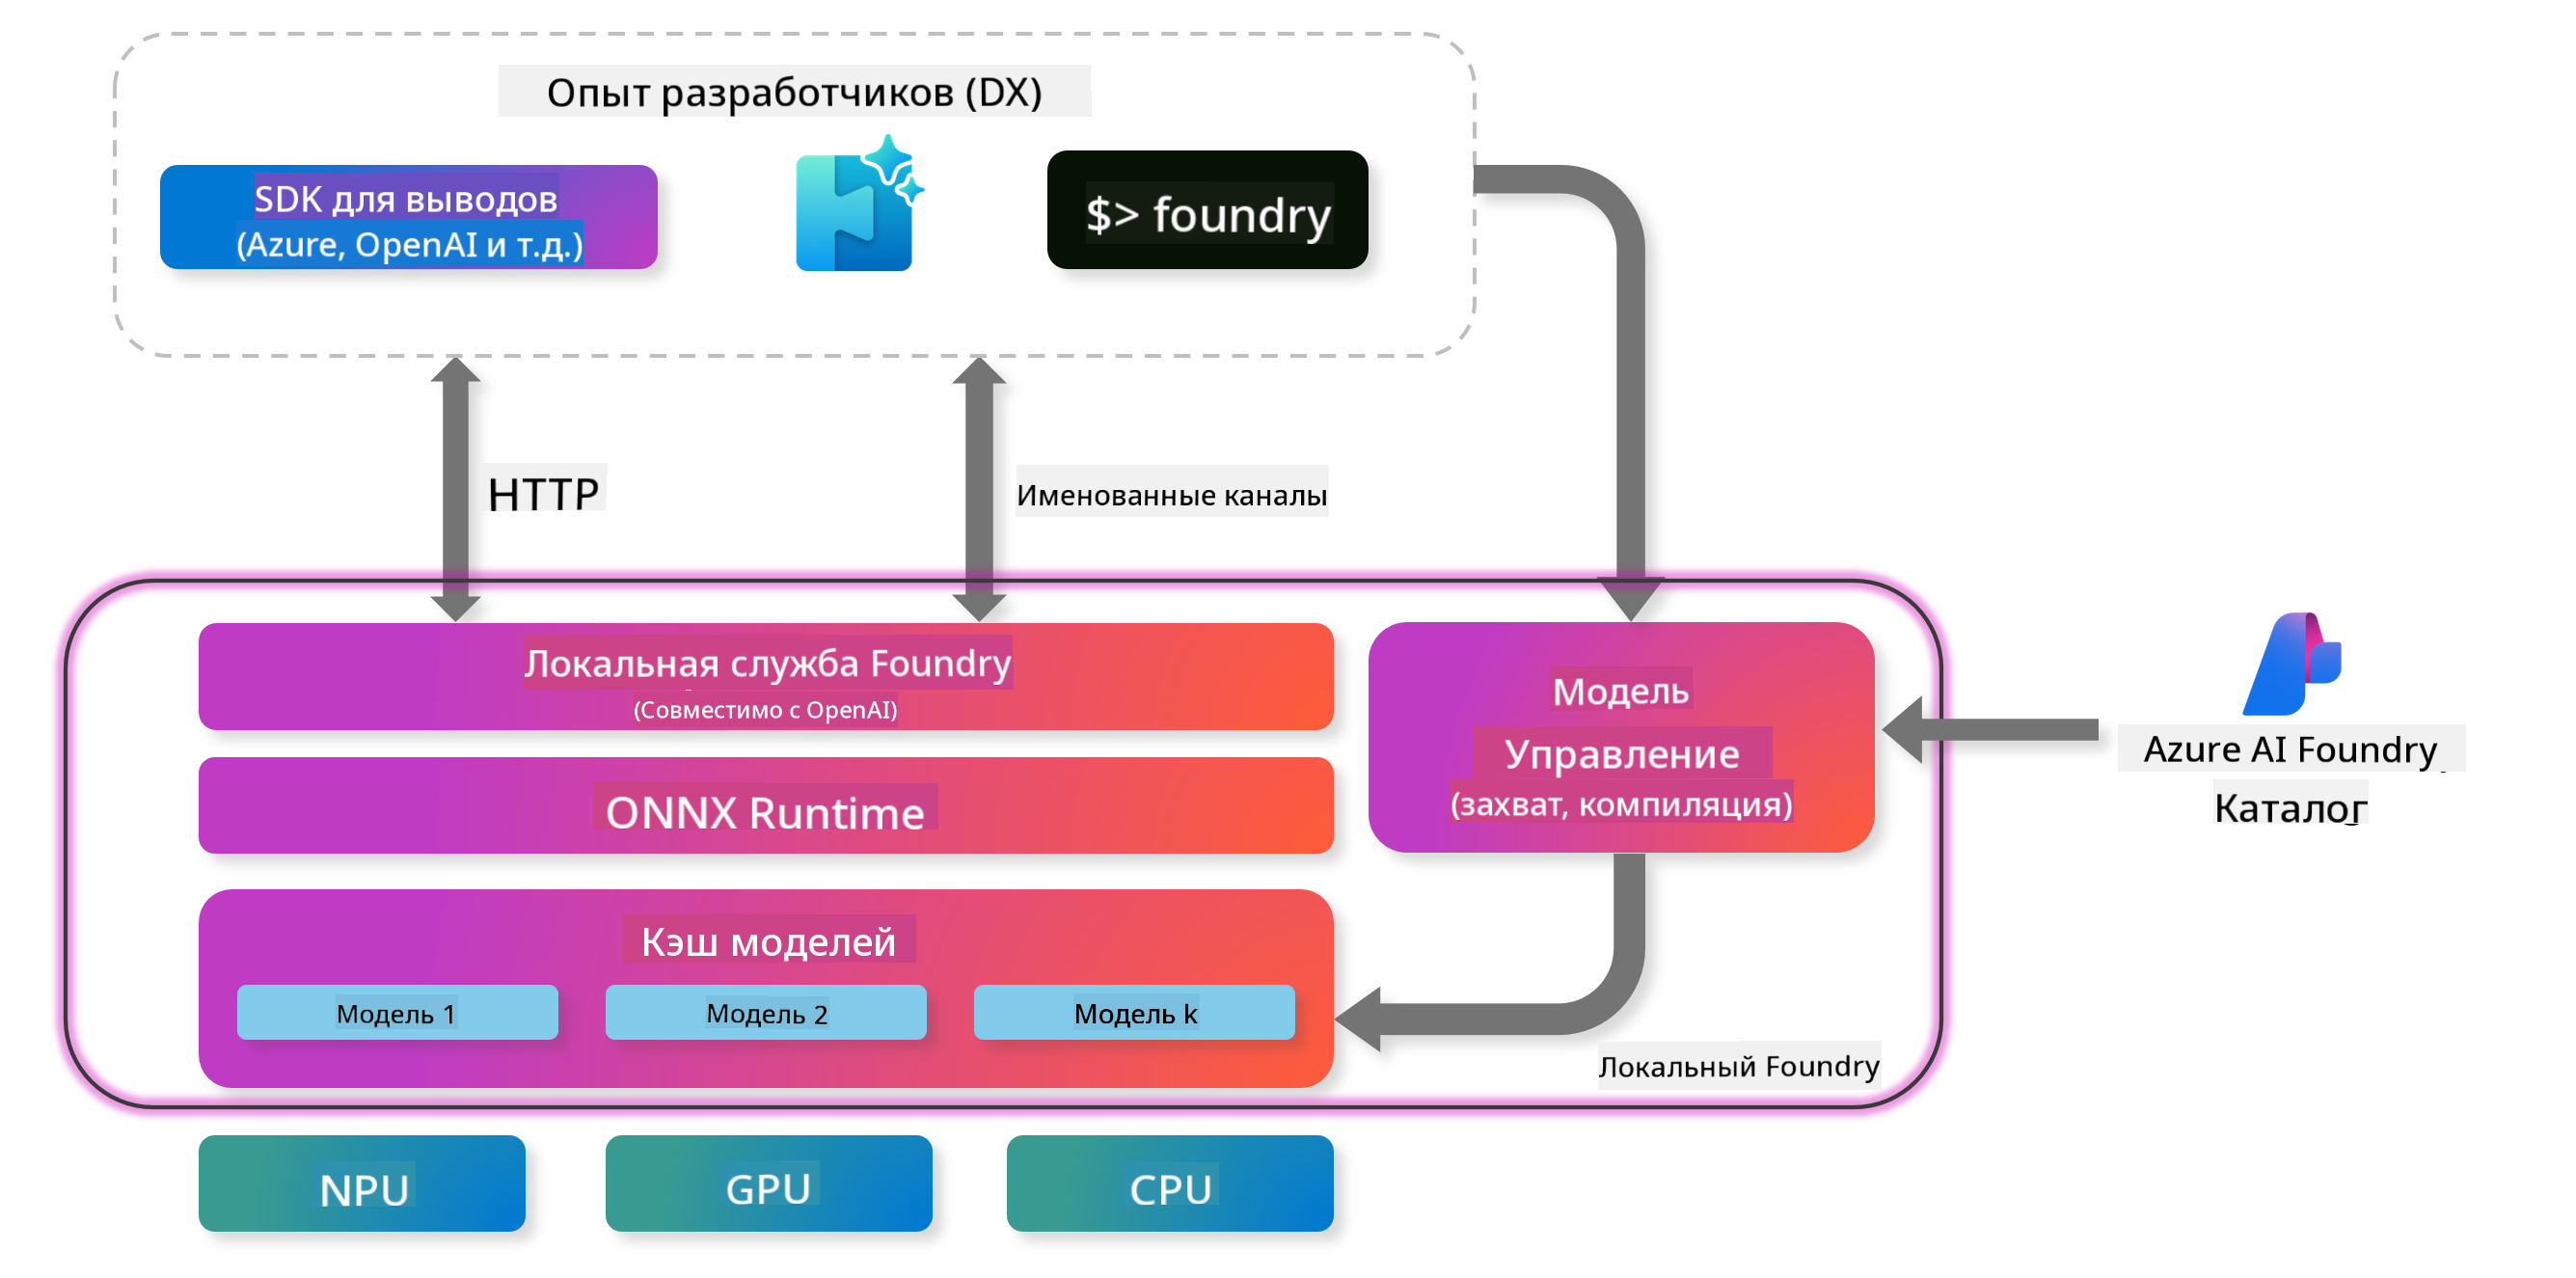 Опыт разработчиков (DX)
SDK для выводов
(Azure, OpenAI и т.д.)
$> foundry
HTTP
Именованные каналы
Локальная служба Foundry
(Совместимо с OpenAI)
ONNX Runtime
Кэш моделей
Модель 1
Модель 2
Модель k
Модель
Управление
(захват, компиляция)
Локальный Foundry
Azure AI Foundry
Каталог
NPU
GPU
CPU